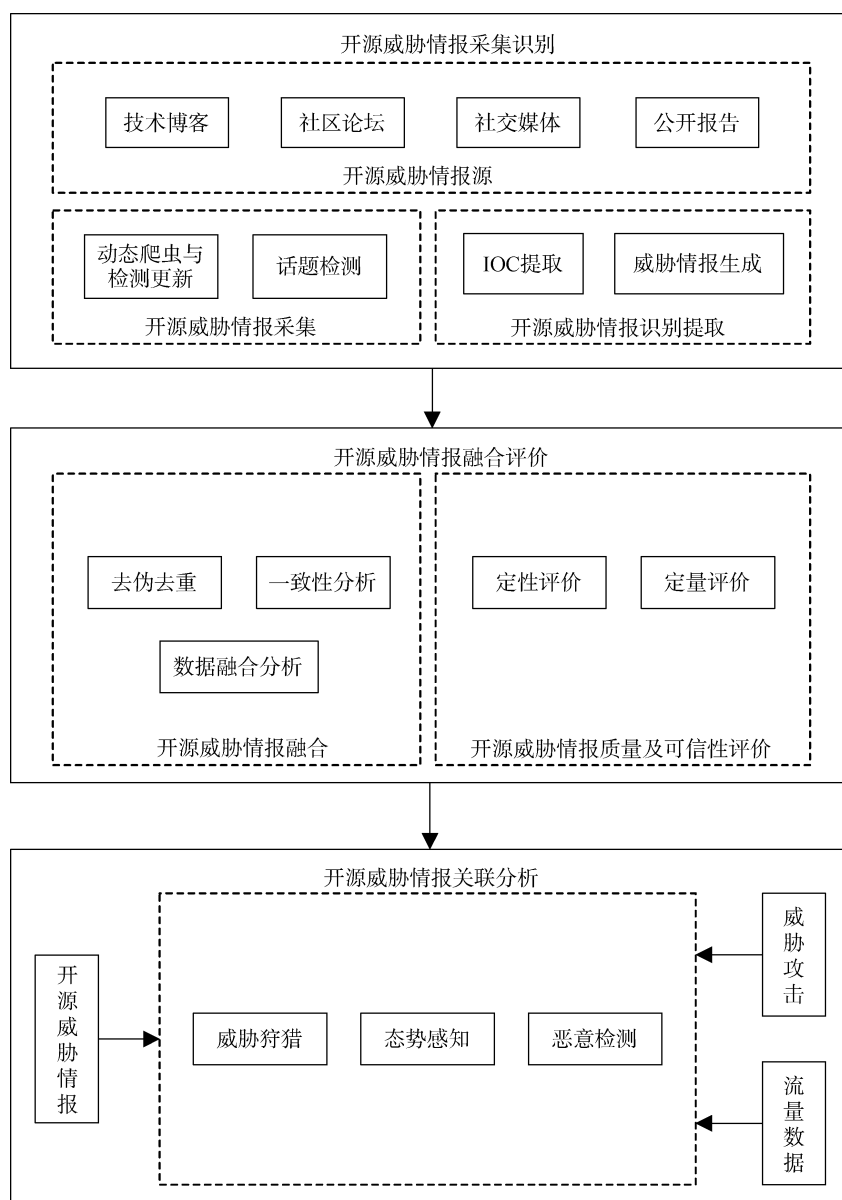 开源威胁情报采集识别
技术博客
社区论坛
社交媒体
公开报告
开源威胁情报源
动态爬虫与
检测更新
话题检测
开源威胁情报采集
IOC提取
威胁情报生成
开源威胁情报识别提取
开源威胁情报融合评价
去伪去重
一致性分析
数据融合分析
开源威胁情报融合
定性评价
定量评价
开源威胁情报质量及可信性评价
开源威胁情报关联分析
开源威胁情报
威胁狩猎
态势感知
恶意检测
威胁攻击
流量数据